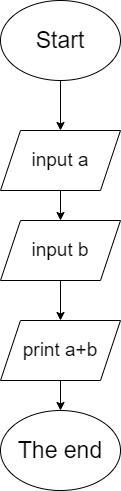 Start
input a
input b
print a+b
The end